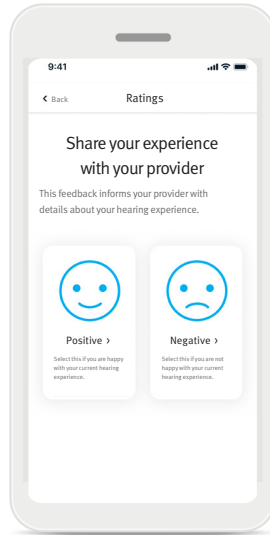 9:41
‹ Back Ratings
Share your experience
with your provider
This feedback informs your provider with
details about your hearing experience.
Positive ›
Select this if you are happy
with your current hearing
experience.
Negative ›
Select this if you are not
happy with your current
hearing experience.